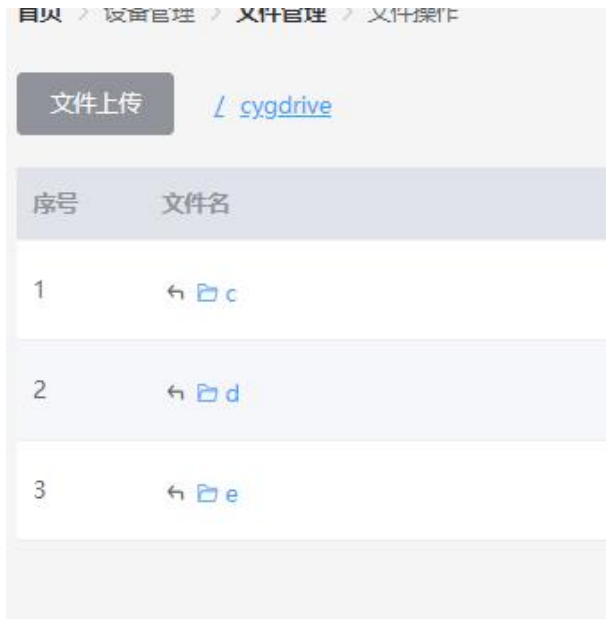 首页 > 设备管理 > 文件管理 > 文件操作
文件上传 / cygdrive
序号 文件名
1 c
2 d
3 e